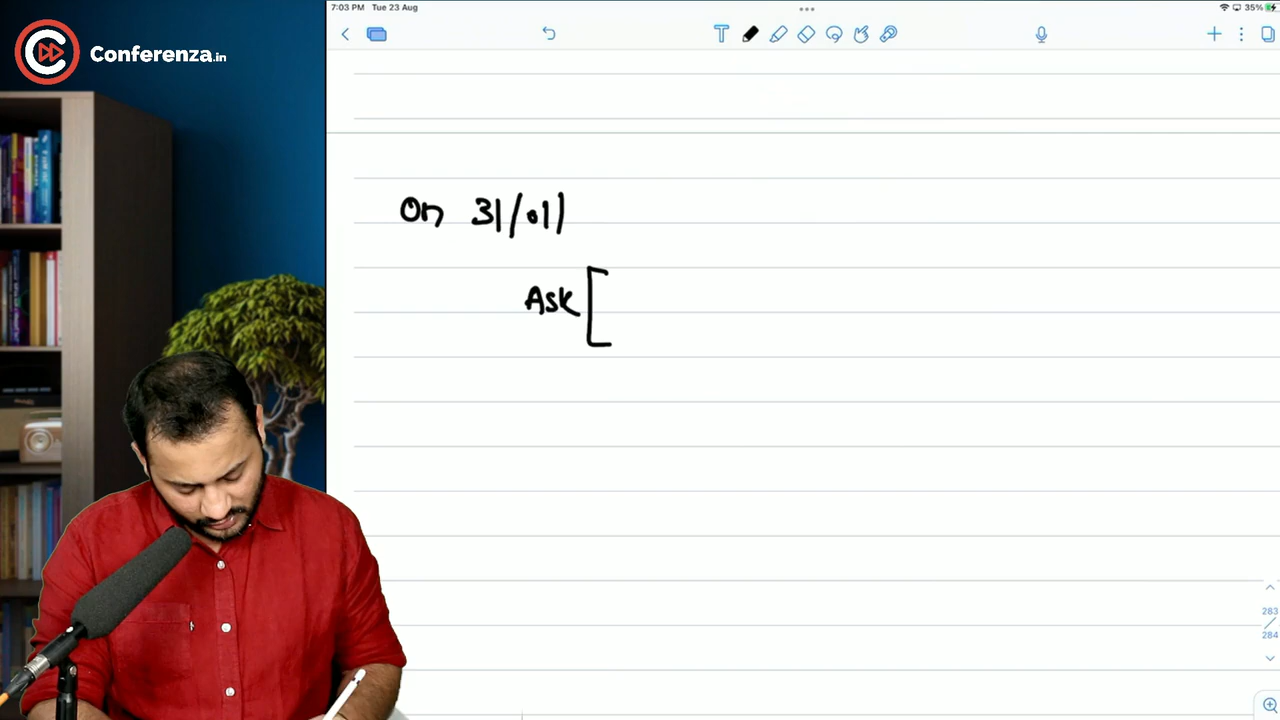 7:03 PM Tue 23 Aug
35%
Conferenza.in
On 31/01/
Ask [
283
284